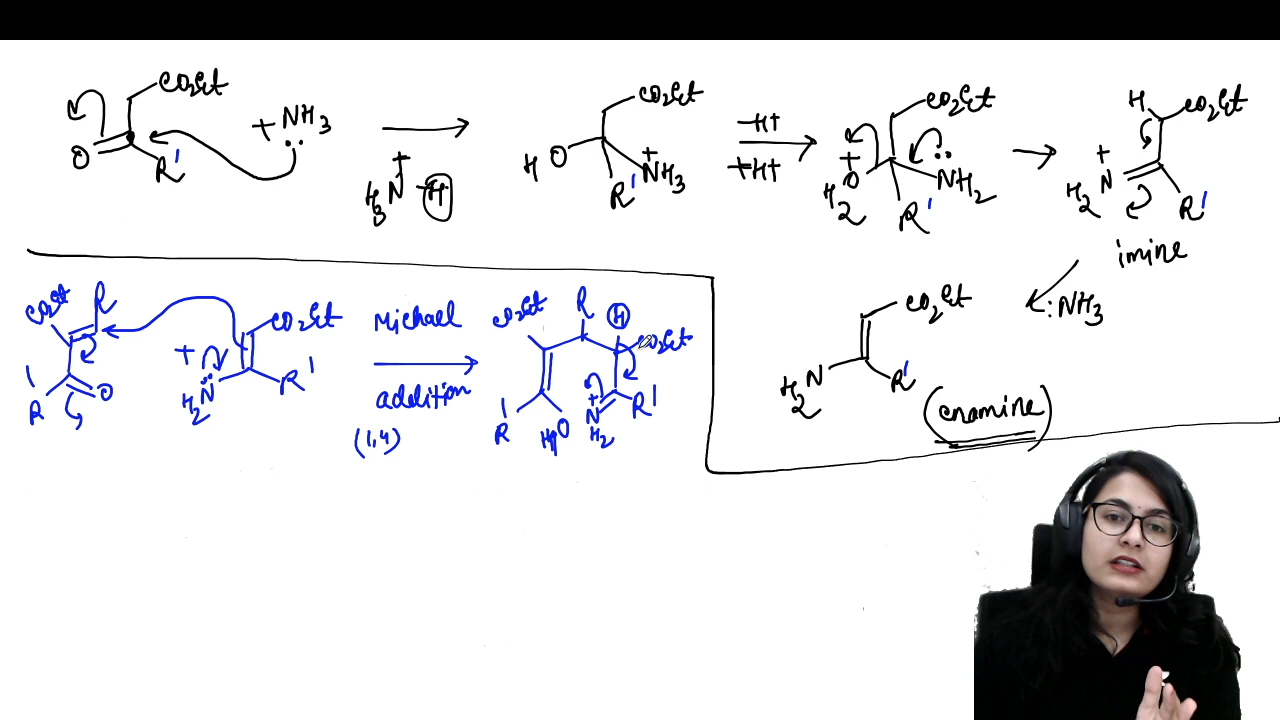 CO2Et
O
R'
+ NH3
H3N+-H
CO2Et
HO
R'
+NH3
-H+
+H+
CO2Et
+
H2O
NH2
R'
H
CO2Et
+
H2N
R'
imine
:NH3
CO2Et
H2N
R'
(enamine)
CO2Et
R
R'
O
+
CO2Et
H2N
R'
Michael
addition
(1,4)
CO2Et
R
H
CO2Et
R'
HO
+
N
H2
R'